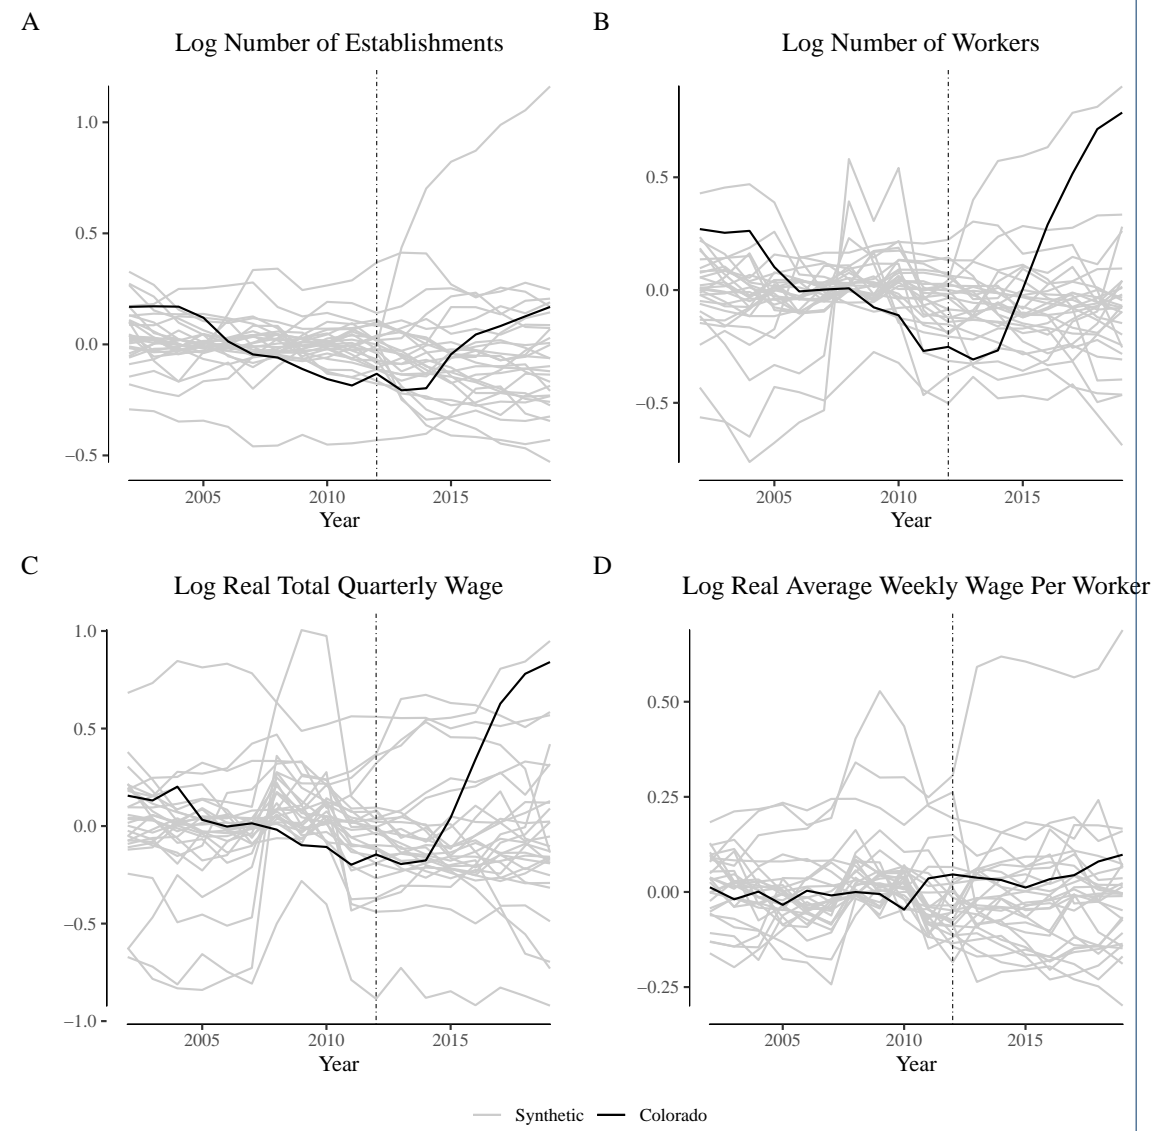 A
Log Number of Establishments
1.0
0.5
0.0
−0.5
2005 2010 2015
Year
B
Log Number of Workers
0.5
0.0
−0.5
2005 2010 2015
Year
C
Log Real Total Quarterly Wage
1.0
0.5
0.0
−0.5
−1.0
2005 2010 2015
Year
D
Log Real Average Weekly Wage Per Worker
0.50
0.25
0.00
−0.25
2005 2010 2015
Year
Synthetic Colorado